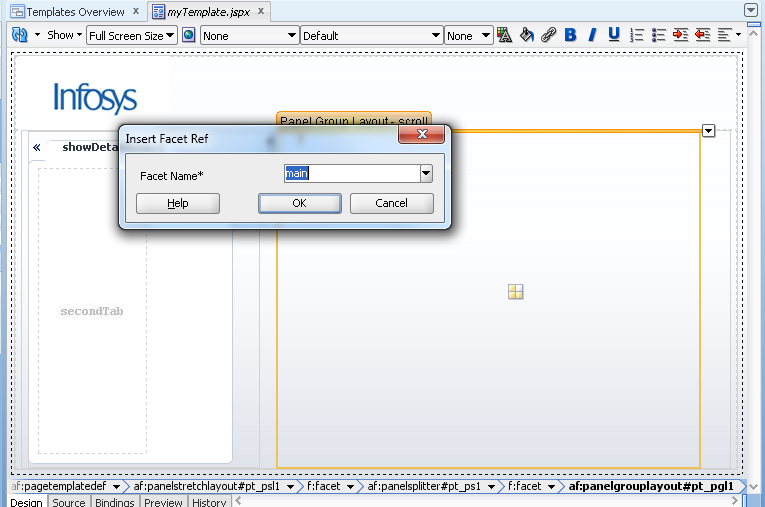 Templates Overview x myTemplate.jspx x
Show Full Screen Size None Default None B I U
Infosys
Panel Group Layout - scroll
« showDeta
Insert Facet Ref
Facet Name* main
Help OK Cancel
secondTab
af:pagetemplatedef af:panelstretchlayout#pt_psl1 f:facet af:panelsplitter#pt_ps1 f:facet af:panelgrouplayout#pt_pgl1
Design Source Bindings Preview History